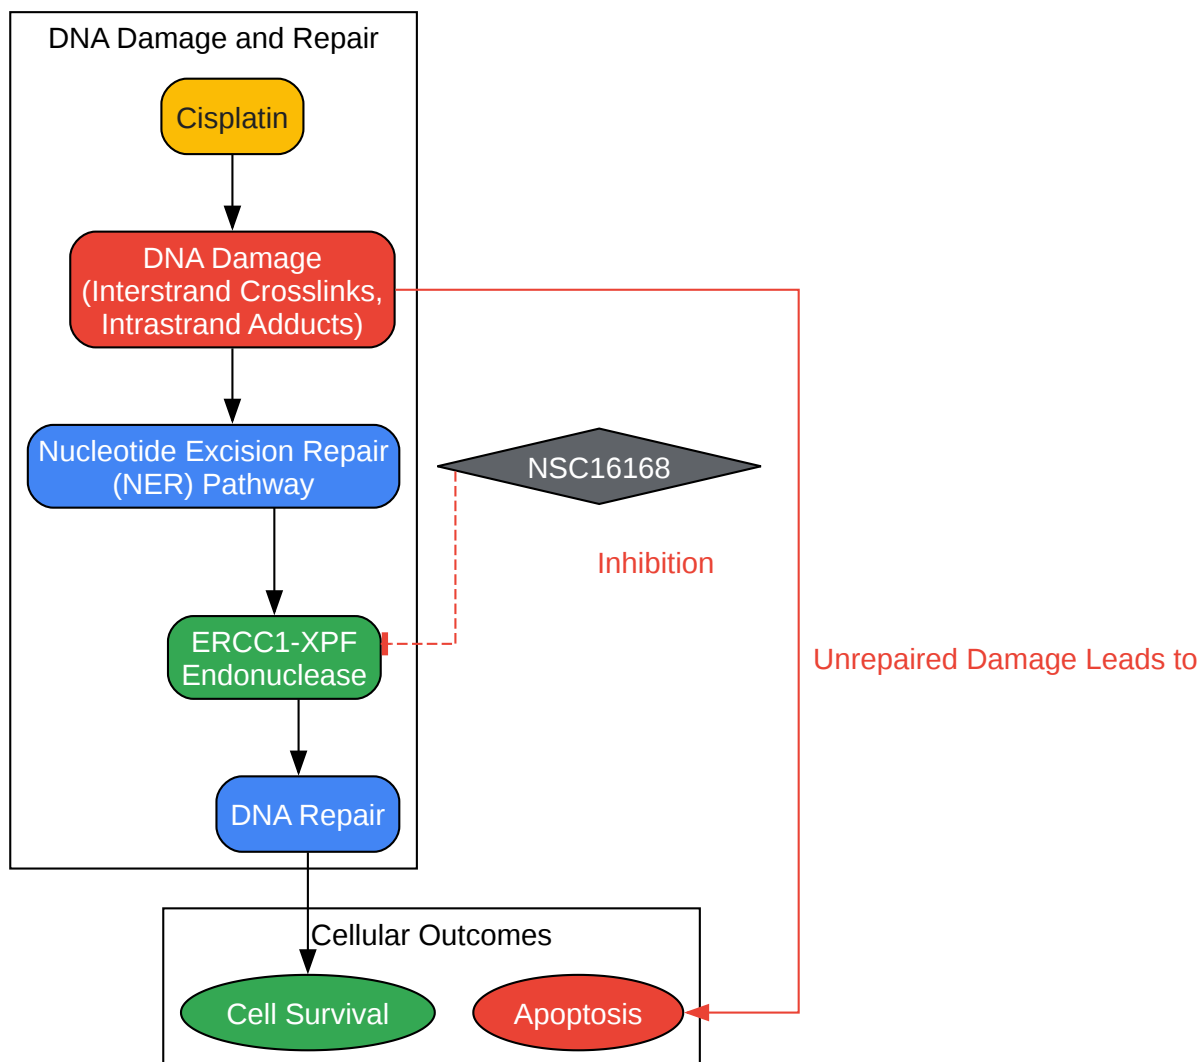 DNA Damage and Repair
Cisplatin
DNA Damage
(Interstrand Crosslinks,
Intrastrand Adducts)
Nucleotide Excision Repair
(NER) Pathway
NSC16168
Inhibition
ERCC1-XPF
Endonuclease
Unrepaired Damage Leads to
DNA Repair
Cellular Outcomes
Cell Survival
Apoptosis